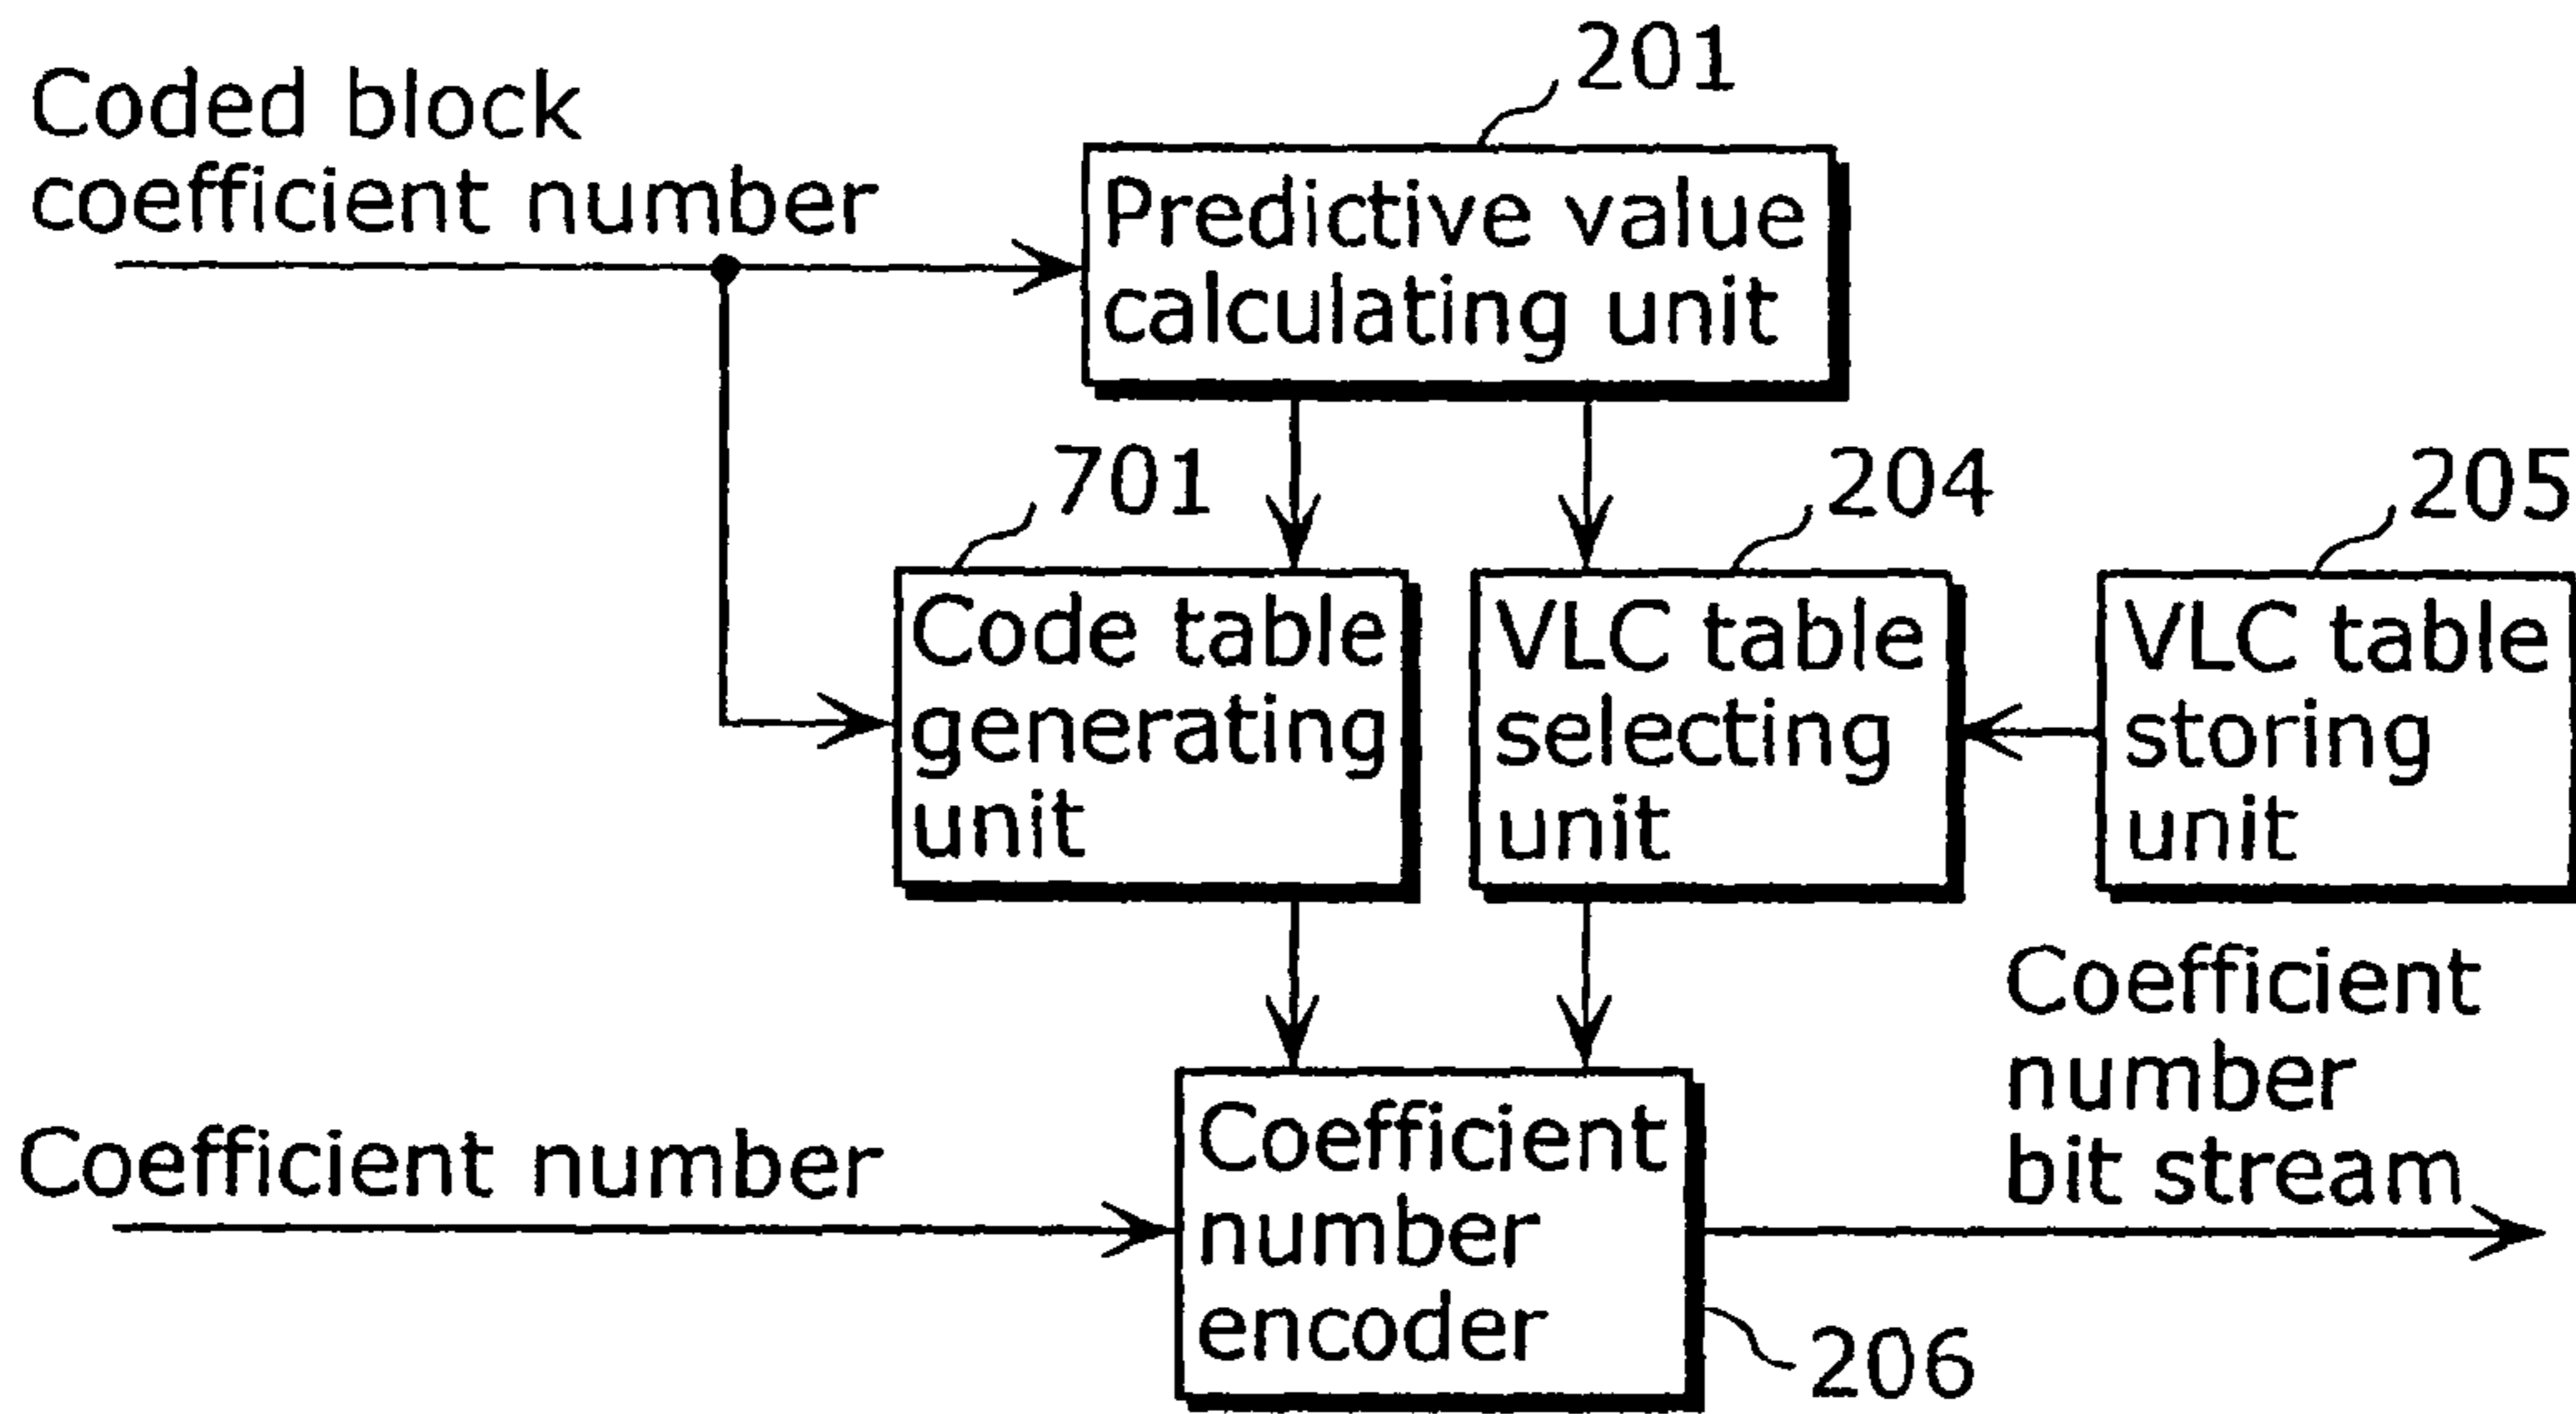 201
Coded block
coefficient number
Predictive value
calculating unit
701
204
205
Code table
generating
unit
VLC table
selecting
unit
VLC table
storing
unit
Coefficient
number
bit stream
Coefficient number
Coefficient
number
encoder
206